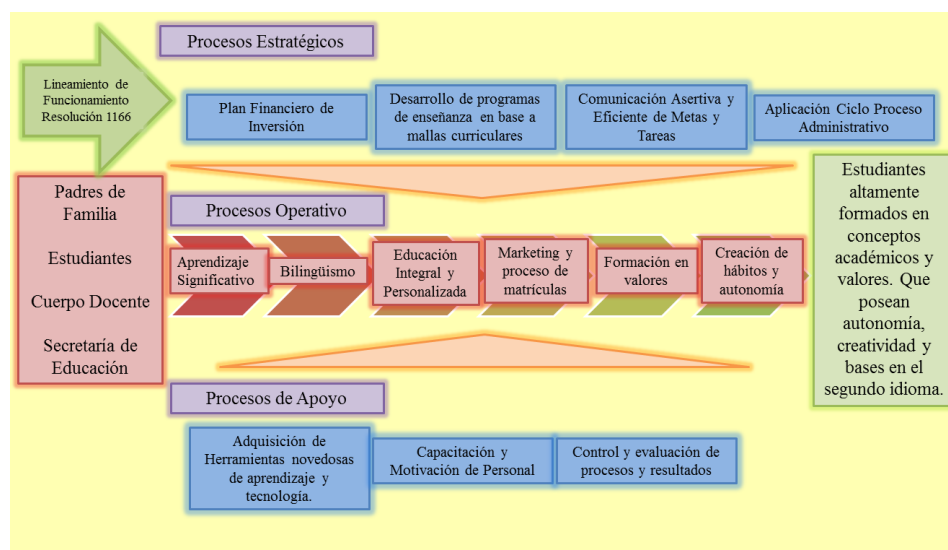 Procesos Estratégicos
Lineamiento de
Funcionamiento
Resolución 1166
Plan Financiero de
Inversión
Desarrollo de programas
de enseñanza en base a
mallas curriculares
Comunicación Asertiva y
Eficiente de Metas y
Tareas
Aplicación Ciclo Proceso
Administrativo
Padres de
Familia
Estudiantes
Cuerpo Docente
Secretaría de
Educación
Procesos Operativo
Aprendizaje
Significativo
Bilingüismo
Educación
Integral y
Personalizada
Marketing y
proceso de
matrículas
Formación en
valores
Creación de
hábitos y
autonomía
Estudiantes
altamente
formados en
conceptos
académicos y
valores. Que
posean
autonomía,
creatividad y
bases en el
segundo idioma.
Procesos de Apoyo
Adquisición de
Herramientas novedosas
de aprendizaje y
tecnología.
Capacitación y
Motivación de Personal
Control y evaluación de
procesos y resultados